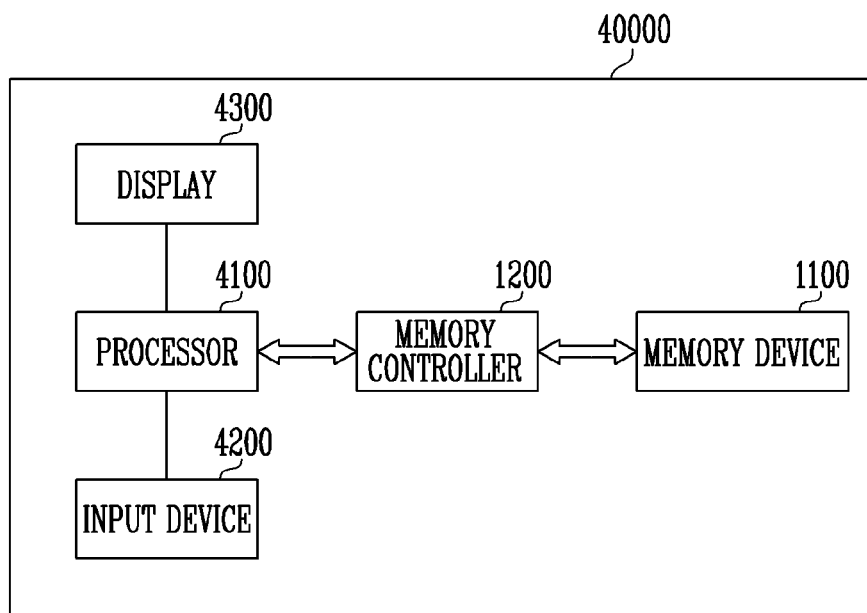 40000
4300
DISPLAY
4100
PROCESSOR
1200
MEMORY
CONTROLLER
1100
MEMORY DEVICE
4200
INPUT DEVICE